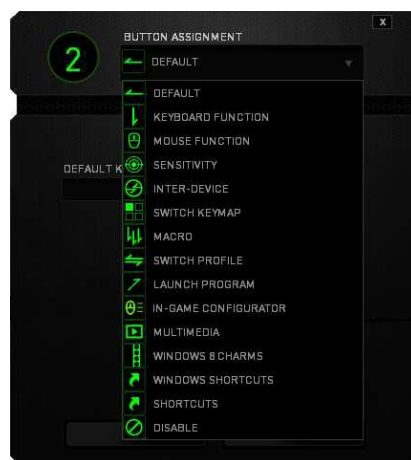 X
BUTTON ASSIGNMENT
2
DEFAULT
DEFAULT
KEYBOARD FUNCTION
MOUSE FUNCTION
DEFAULT K
SENSITIVITY
INTER-DEVICE
SWITCH KEYMAP
MACRO
SWITCH PROFILE
LAUNCH PROGRAM
IN-GAME CONFIGURATOR
MULTIMEDIA
WINDOWS 8 CHARMS
WINDOWS SHORTCUTS
SHORTCUTS
DISABLE